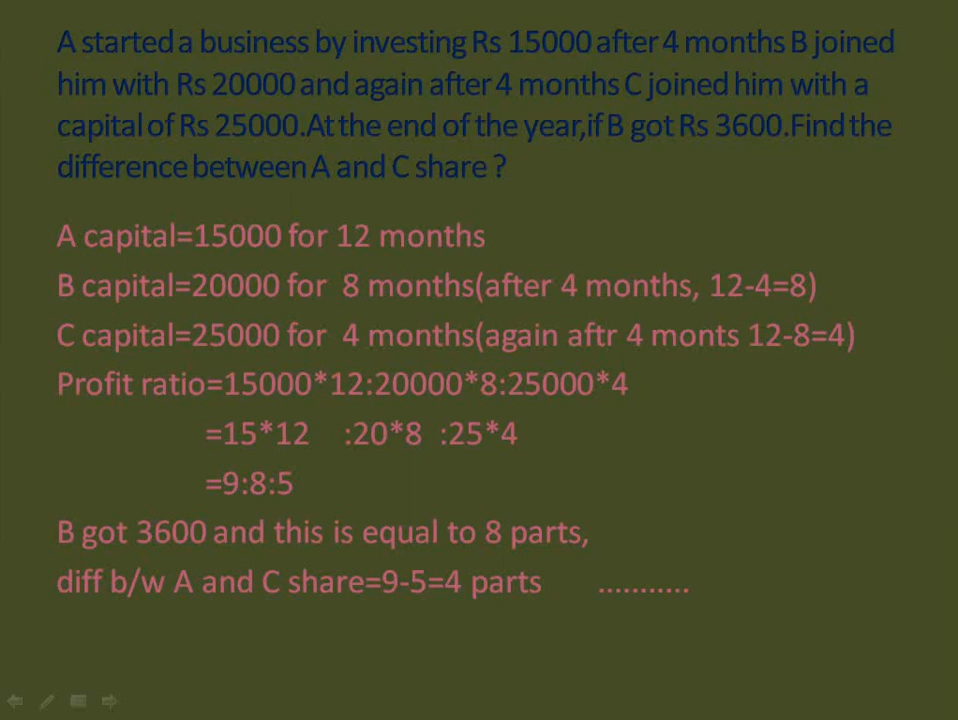 A started a business by investing Rs 15000 after 4 months B joined
him with Rs 20000 and again after 4 months C joined him with a
capital of Rs 25000.At the end of the year,if B got Rs 3600.Find the
difference between A and C share ?
A capital=15000 for 12 months
B capital=20000 for 8 months(after 4 months, 12-4=8)
C capital=25000 for 4 months(again aftr 4 monts 12-8=4)
Profit ratio=15000*12:20000*8:25000*4
=15*12 :20*8 :25*4
=9:8:5
B got 3600 and this is equal to 8 parts,
diff b/w A and C share=9-5=4 parts ...........